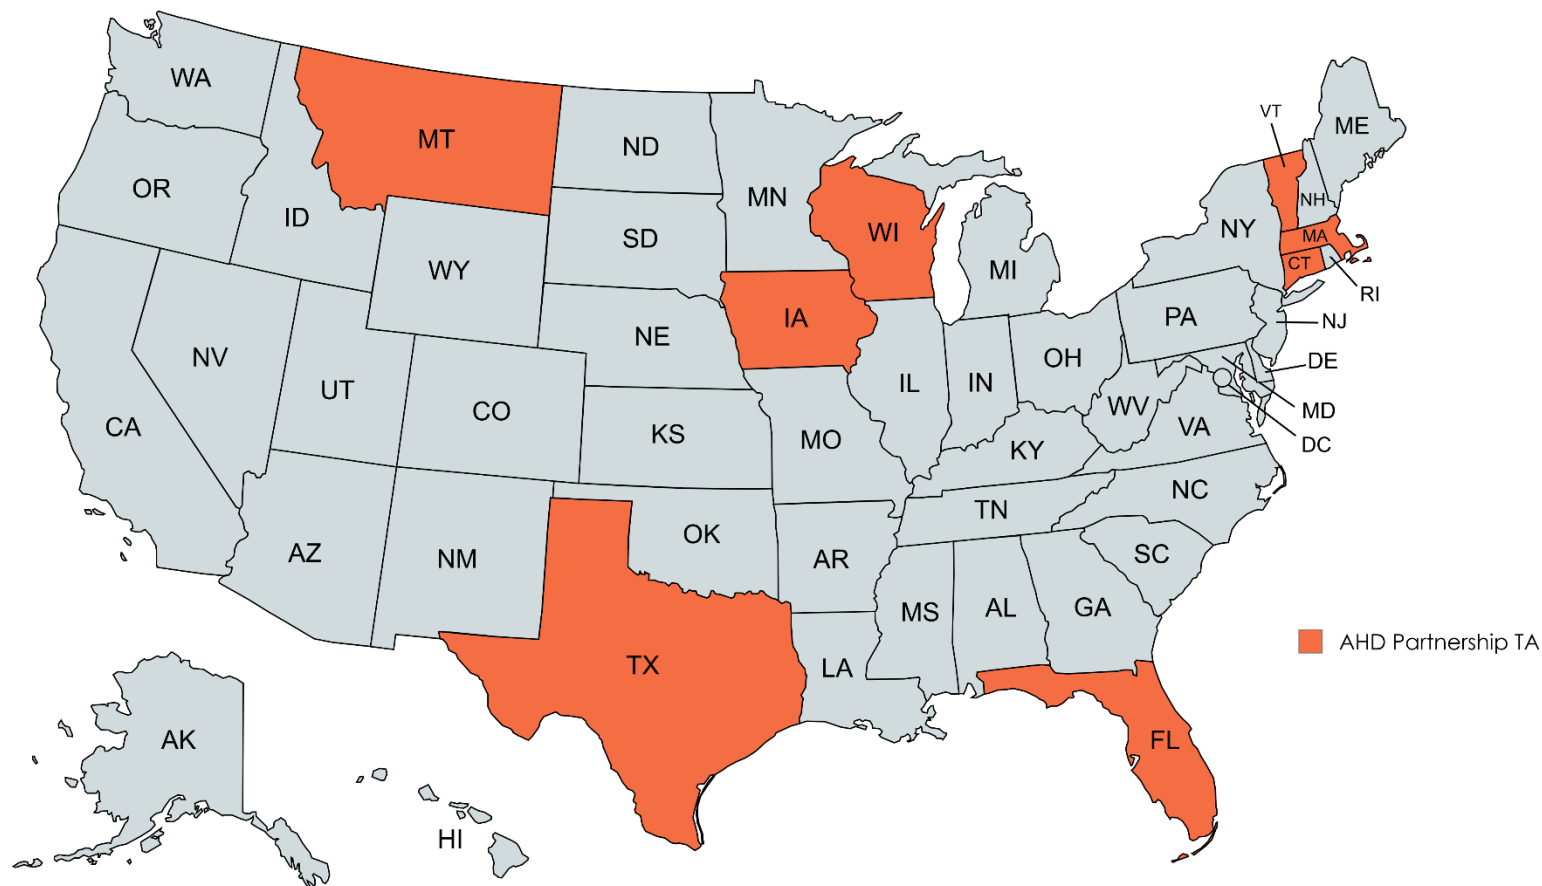 WA
MT
ND
MN
VT
ME
OR
ID
SD
WI
NY
NH
MA
CT
RI
WY
MI
IA
NE
PA
NJ
NV
UT
CO
IL
IN
OH
DE
CA
KS
MO
WV
VA
MD
DC
KY
NC
TN
AZ
NM
OK
AR
SC
MS
AL
GA
TX
LA
AHD Partnership TA
AK
FL
HI